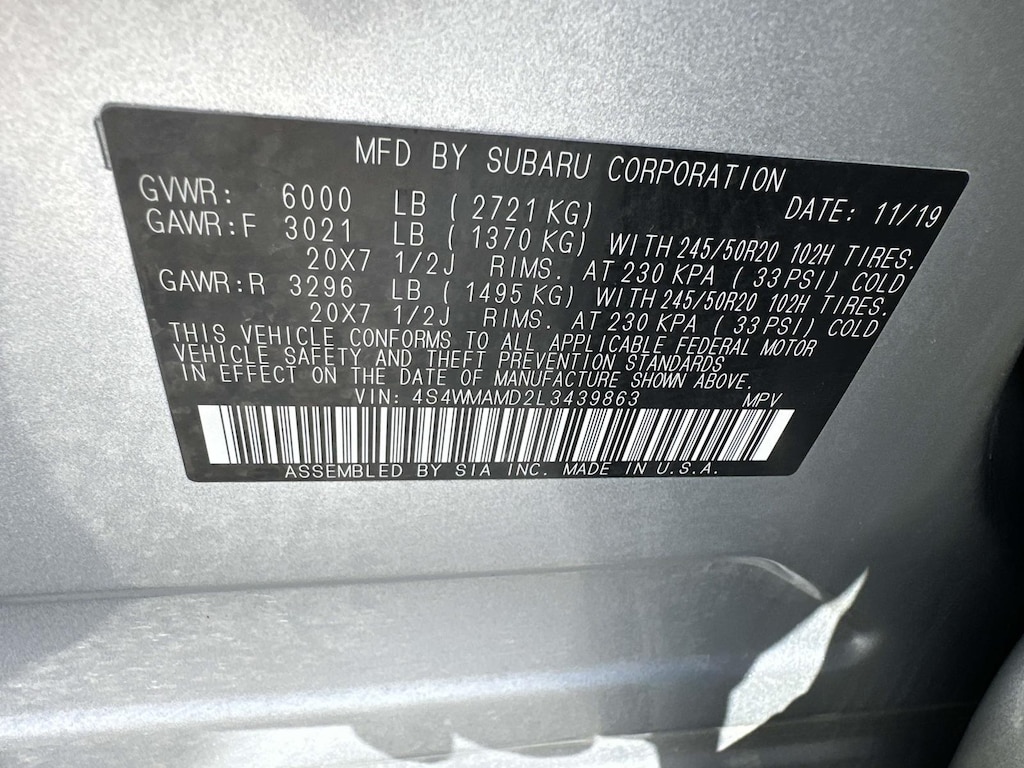 MFD BY SUBARU CORPORATION
GVWR: 6000 LB ( 2721 KG) DATE: 11/19
GAWR:F 3021 LB ( 1370 KG) WITH 245/50R20 102H TIRES.
20X7 1/2J RIMS. AT 230 KPA ( 33 PSI) COLD
GAWR:R 3296 LB ( 1495 KG) WITH 245/50R20 102H TIRES.
20X7 1/2J RIMS. AT 230 KPA ( 33 PSI) COLD
THIS VEHICLE CONFORMS TO ALL APPLICABLE FEDERAL MOTOR
VEHICLE SAFETY AND THEFT PREVENTION STANDARDS
IN EFFECT ON THE DATE OF MANUFACTURE SHOWN ABOVE.
VIN: 4S4WMAMD2L3439863 MPV
ASSEMBLED BY SIA INC. MADE IN U.S.A.